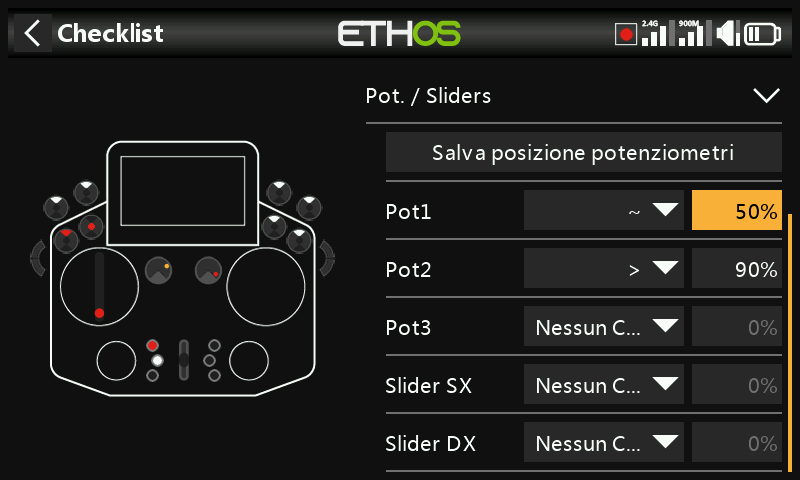 Checklist
ETHOS
2.4G
900M
Pot. / Sliders
Salva posizione potenziometri
Pot1 ~ 50%
Pot2 > 90%
Pot3 Nessun C... 0%
Slider SX Nessun C... 0%
Slider DX Nessun C... 0%